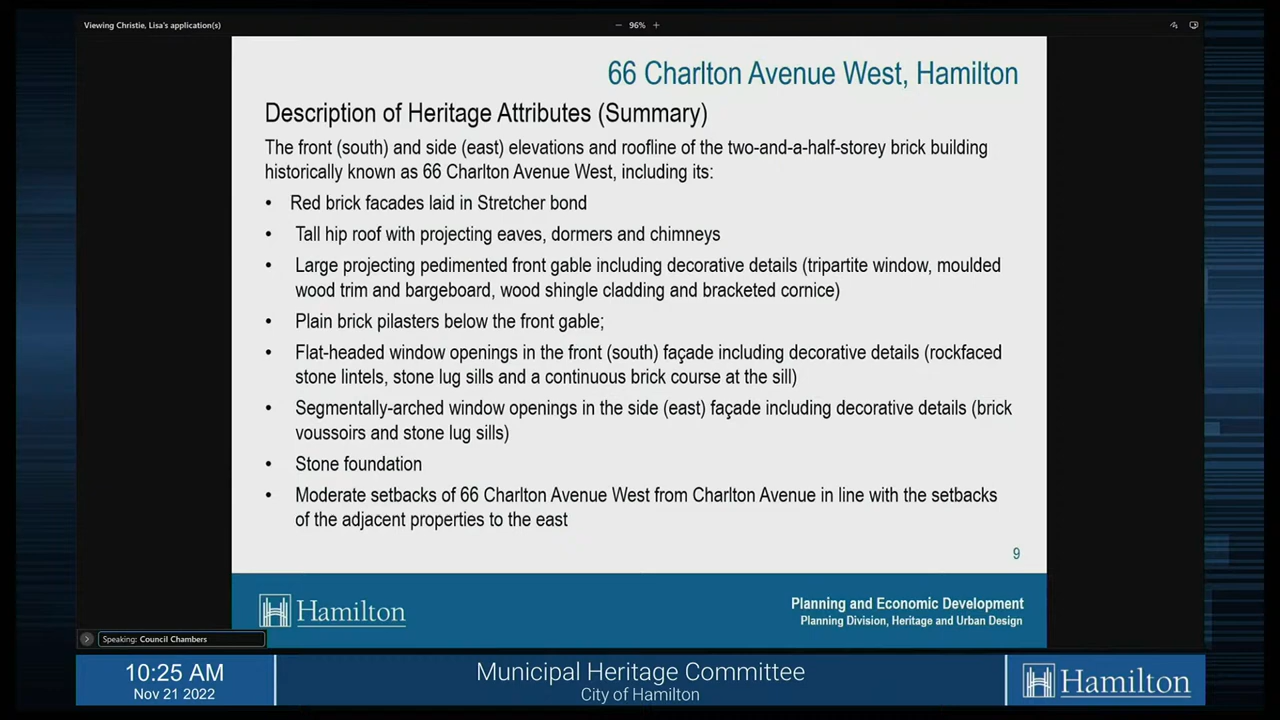 Viewing Christie, Lisa's application(s)
− 96% +
66 Charlton Avenue West, Hamilton
Description of Heritage Attributes (Summary)
The front (south) and side (east) elevations and roofline of the two-and-a-half-storey brick building
historically known as 66 Charlton Avenue West, including its:
• Red brick facades laid in Stretcher bond
• Tall hip roof with projecting eaves, dormers and chimneys
• Large projecting pedimented front gable including decorative details (tripartite window, moulded
wood trim and bargeboard, wood shingle cladding and bracketed cornice)
• Plain brick pilasters below the front gable;
• Flat-headed window openings in the front (south) façade including decorative details (rockfaced
stone lintels, stone lug sills and a continuous brick course at the sill)
• Segmentally-arched window openings in the side (east) façade including decorative details (brick
voussoirs and stone lug sills)
• Stone foundation
• Moderate setbacks of 66 Charlton Avenue West from Charlton Avenue in line with the setbacks
of the adjacent properties to the east
9
Hamilton
Planning and Economic Development
Planning Division, Heritage and Urban Design
Speaking: Council Chambers
10:25 AM
Nov 21 2022
Municipal Heritage Committee
City of Hamilton
Hamilton